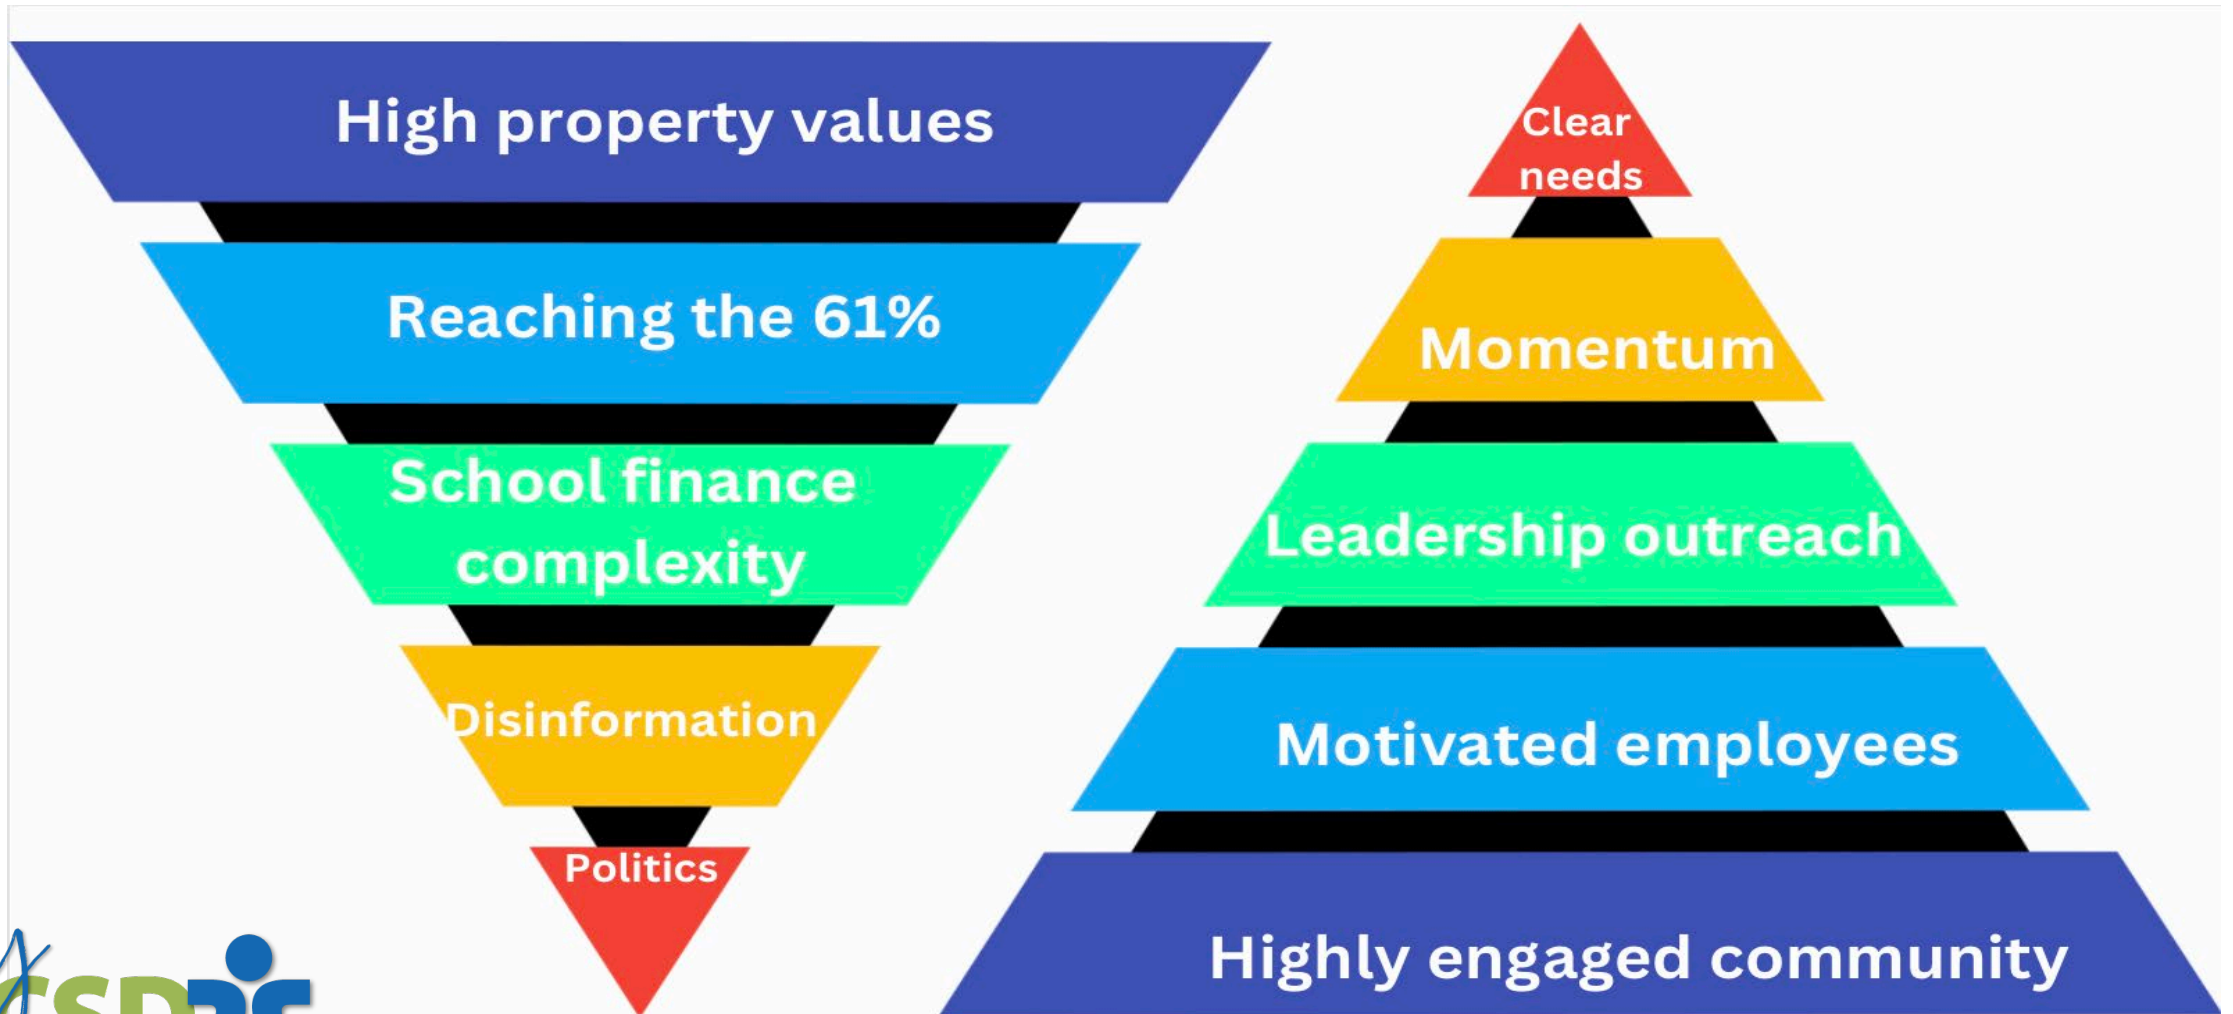 High property values
Reaching the 61%
School finance
complexity
Disinformation
Politics
Clear
needs
Momentum
Leadership outreach
Motivated employees
Highly engaged community